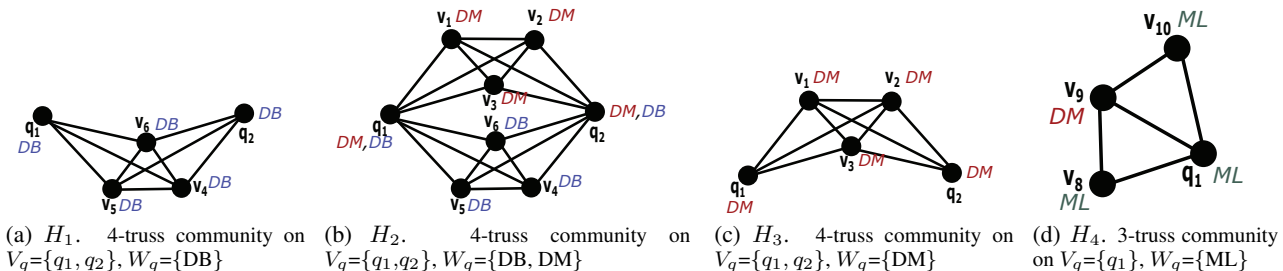 q1 DB
v6 DB
q2 DB
v5 DB
v4 DB
v1 DM
v2 DM
v3 DM
q1 DM,DB
v6 DB
q2 DM,DB
v5 DB
v4 DB
v1 DM
v2 DM
v3 DM
q1 DM
q2 DM
v10 ML
v9 DM
v8 ML
q1 ML
(a) H1. 4-truss community on
Vq={q1, q2}, Wq={DB}
(b) H2. 4-truss community on
Vq={q1,q2}, Wq={DB, DM}
(c) H3. 4-truss community on
Vq={q1, q2}, Wq={DM}
(d) H4. 3-truss community
on Vq={q1}, Wq={ML}